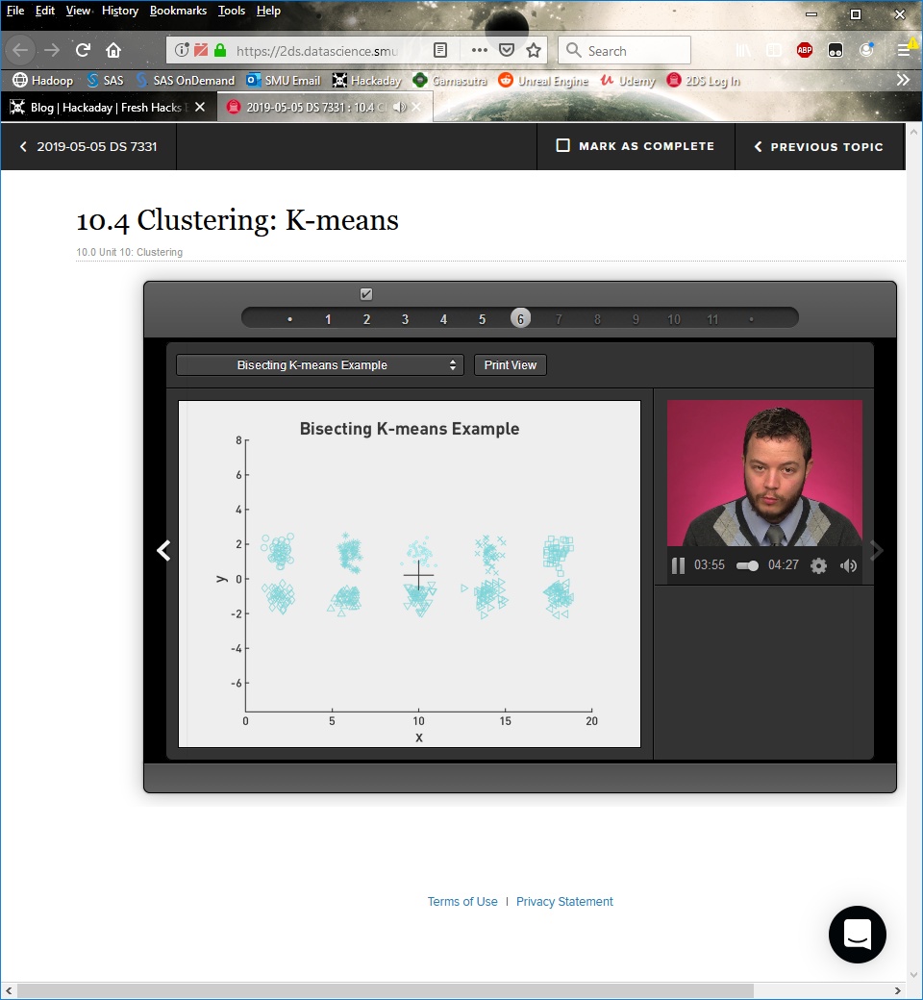 File Edit View History Bookmarks Tools Help
https://2ds.datascience.smu
Search
ABP
Hadoop SAS SAS OnDemand SMU Email Hackaday Gamasutra Unreal Engine Udemy 2DS Log In
Blog | Hackaday | Fresh Hacks
2019-05-05 DS 7331 : 10.4 Cl
2019-05-05 DS 7331
MARK AS COMPLETE
PREVIOUS TOPIC
10.4 Clustering: K-means
10.0 Unit 10: Clustering
1 2 3 4 5 6 7 8 9 10 11
Bisecting K-means Example
Print View
Bisecting K-means Example
8
6
4
2
0
-2
-4
-6
y
0 5 10 15 20
x
03:55 04:27
Terms of Use | Privacy Statement